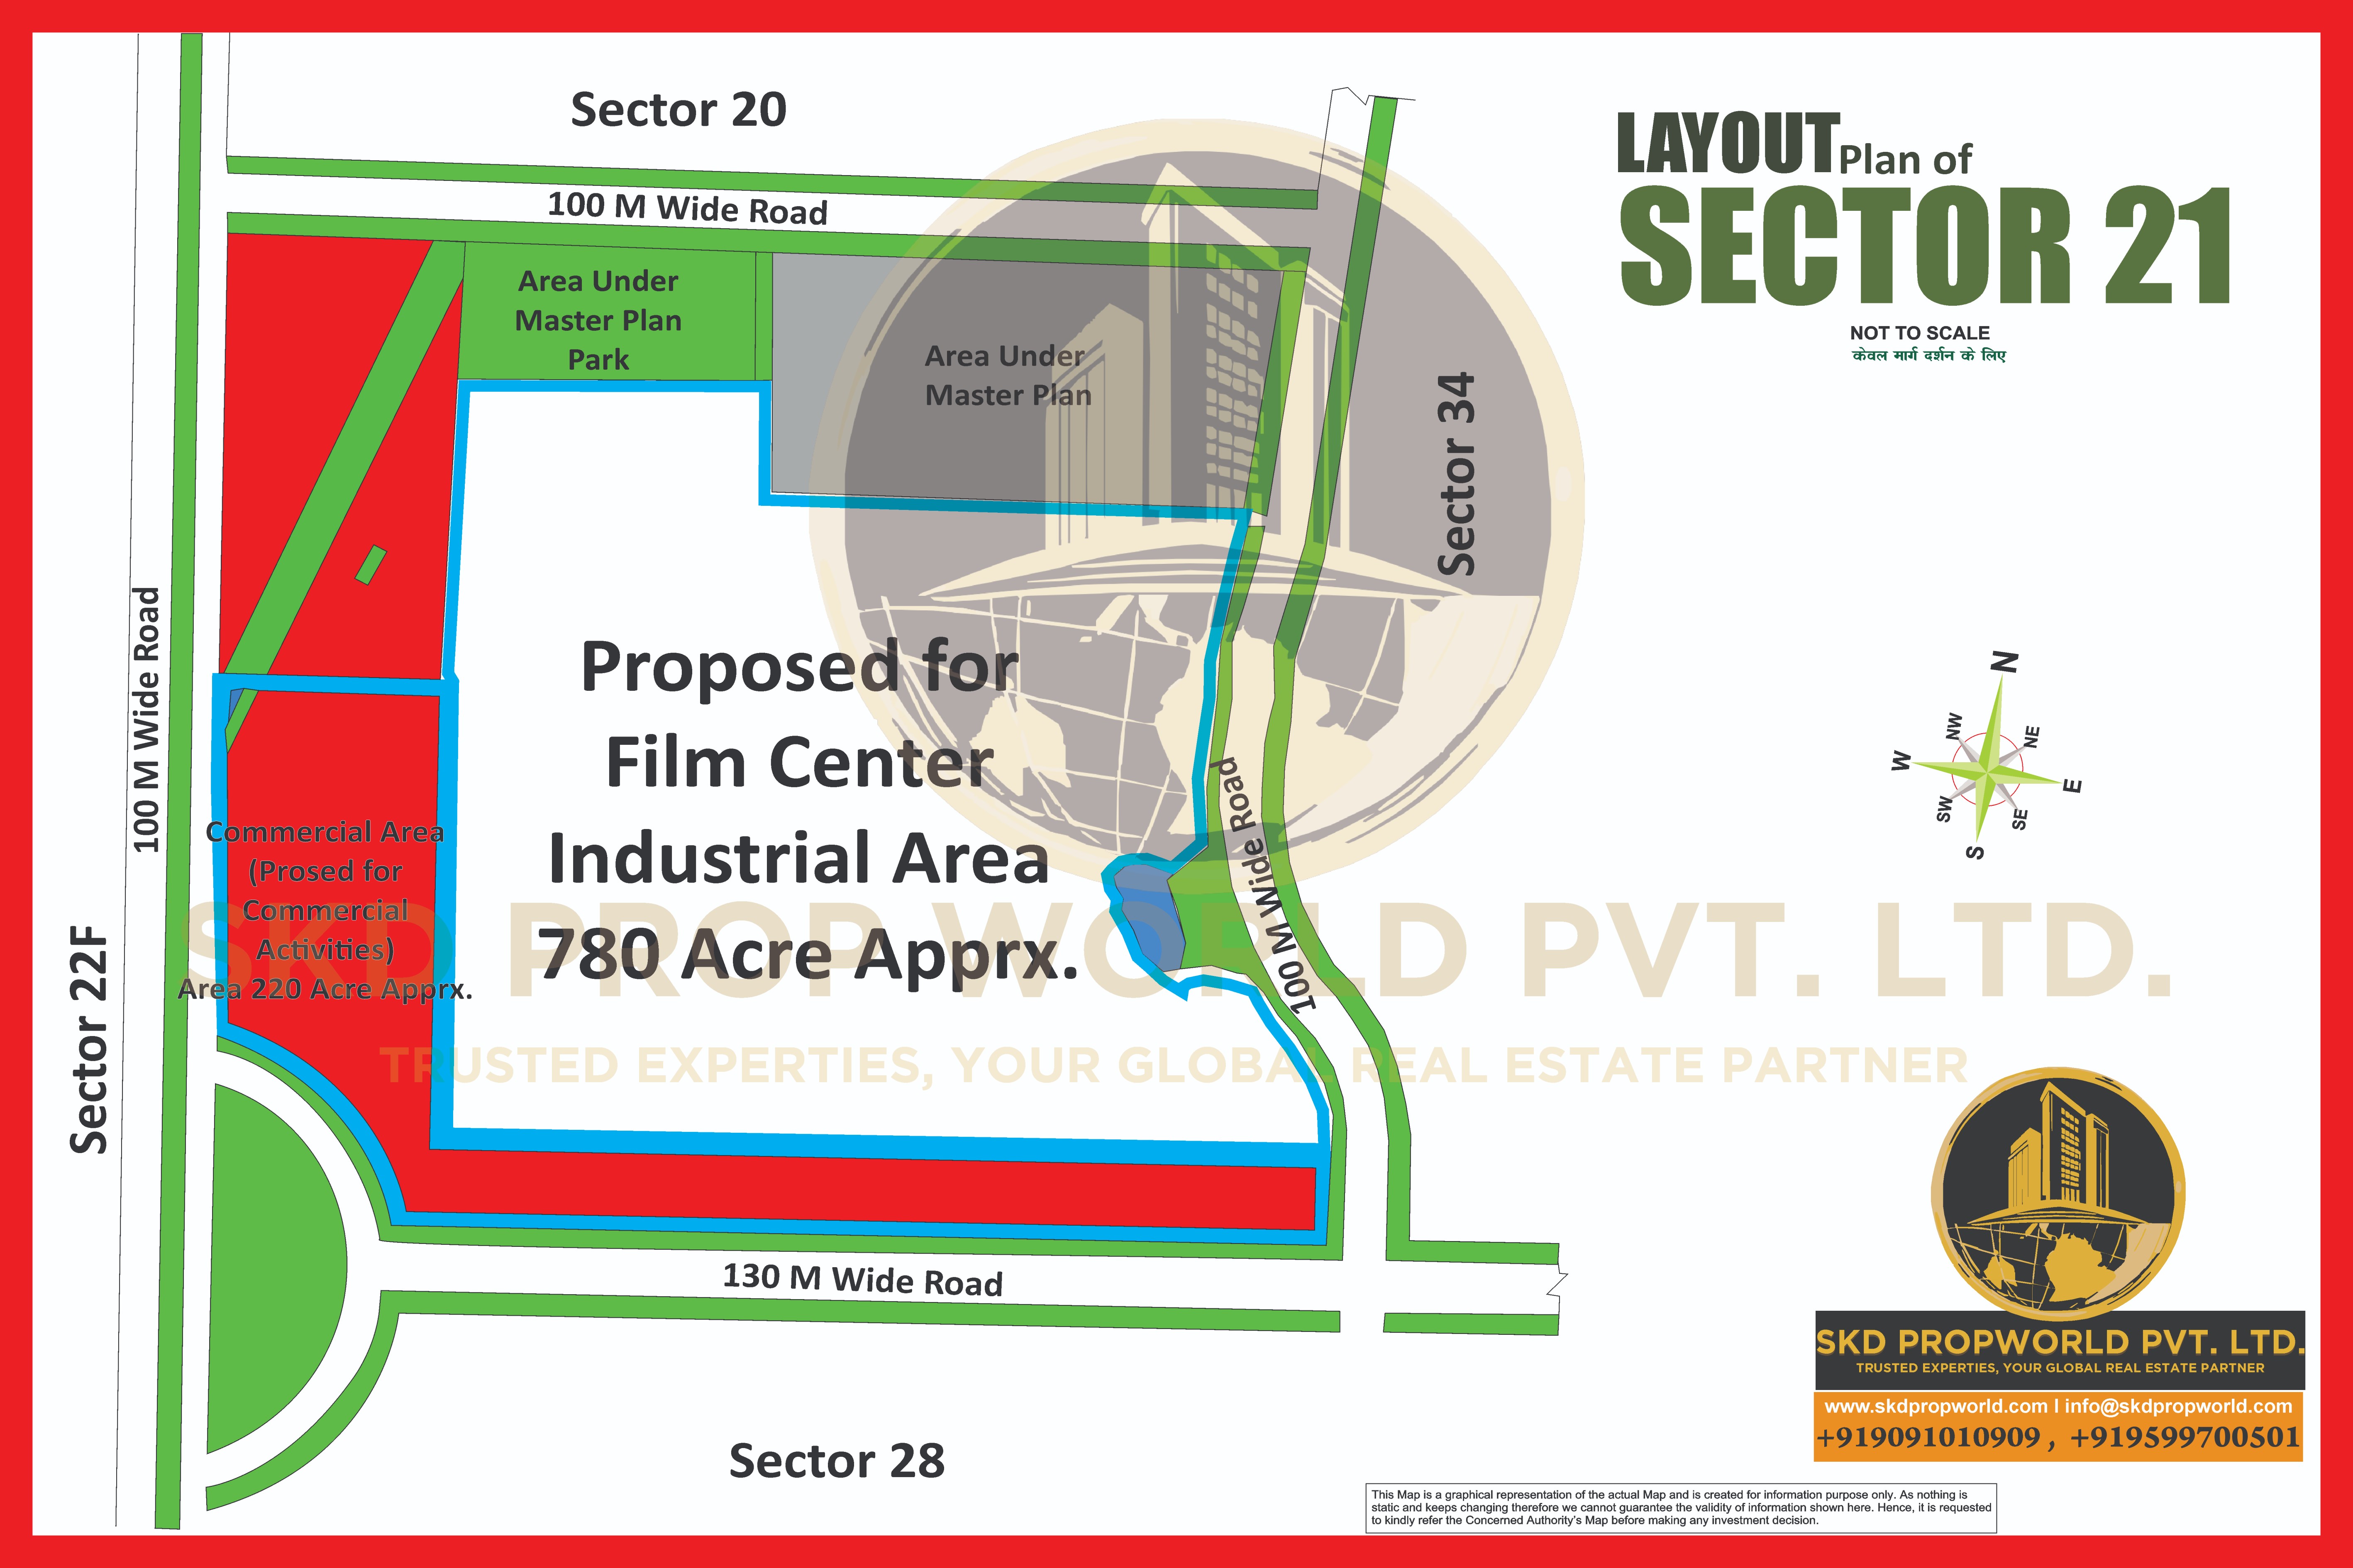 LAYOUT Plan of
SECTOR 21
NOT TO SCALE
केवल मार्ग दर्शन के लिए
Sector 20
100 M Wide Road
Area Under
Master Plan
Park
Area Under
Master Plan
Sector 34
100 M Wide Road
Proposed for
Film Center
Industrial Area
780 Acre Apprx.
Commercial Area
(Prosed for
Commercial
Activities)
Area 220 Acre Apprx.
Sector 22F
100 M Wide Road
130 M Wide Road
Sector 28
N
NE
E
SE
S
SW
W
NW
SKD PROP WORLD PVT. LTD.
TRUSTED EXPERTIES, YOUR GLOBAL REAL ESTATE PARTNER
SKD PROPWORLD PVT. LTD.
TRUSTED EXPERTIES, YOUR GLOBAL REAL ESTATE PARTNER
www.skdpropworld.com I info@skdpropworld.com
+919091010909 , +919599700501
This Map is a graphical representation of the actual Map and is created for information purpose only. As nothing is
static and keeps changing therefore we cannot guarantee the validity of information shown here. Hence, it is requested
to kindly refer the Concerned Authority's Map before making any investment decision.